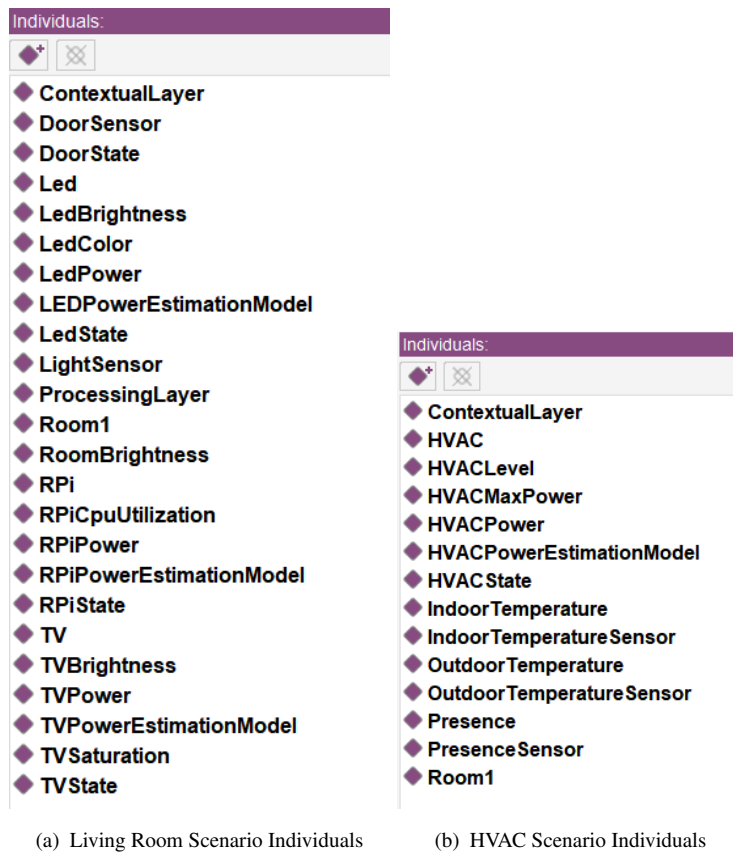 Individuals:
ContextualLayer
DoorSensor
DoorState
Led
LedBrightness
LedColor
LedPower
LEDPowerEstimationModel
LedState
LightSensor
ProcessingLayer
Room1
RoomBrightness
RPi
RPiCpuUtilization
RPiPower
RPiPowerEstimationModel
RPiState
TV
TVBrightness
TVPower
TVPowerEstimationModel
TVSaturation
TVState
(a) Living Room Scenario Individuals
Individuals:
ContextualLayer
HVAC
HVACLevel
HVACMaxPower
HVACPower
HVACPowerEstimationModel
HVACState
IndoorTemperature
IndoorTemperatureSensor
OutdoorTemperature
OutdoorTemperatureSensor
Presence
PresenceSensor
Room1
(b) HVAC Scenario Individuals